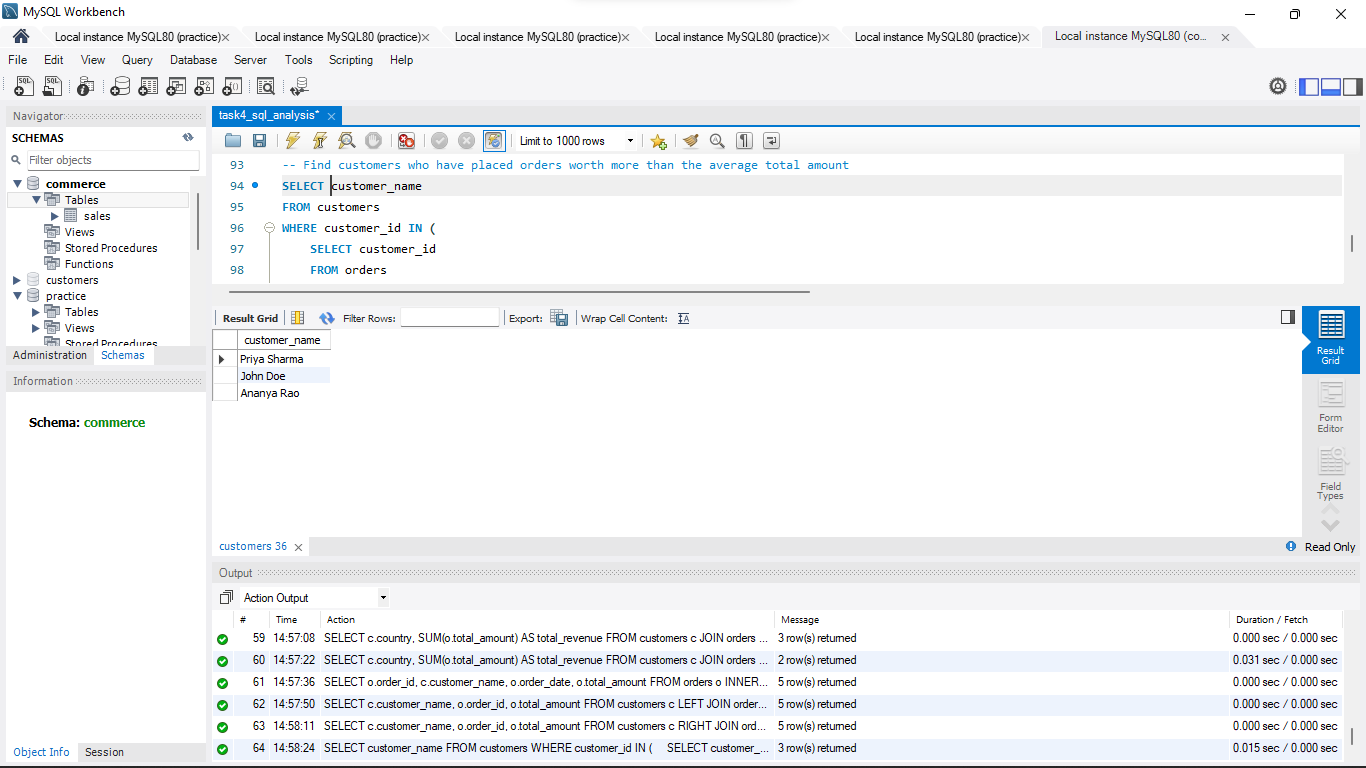 MySQL Workbench
Local instance MySQL80 (practice)
Local instance MySQL80 (practice)
Local instance MySQL80 (practice)
Local instance MySQL80 (practice)
Local instance MySQL80 (practice)
Local instance MySQL80 (co...
File Edit View Query Database Server Tools Scripting Help
Navigator
SCHEMAS
Filter objects
commerce
Tables
sales
Views
Stored Procedures
Functions
customers
practice
Tables
Views
Stored Procedures
Administration Schemas
Information
Schema: commerce
Object Info Session
task4_sql_analysis*
Limit to 1000 rows
93 -- Find customers who have placed orders worth more than the average total amount
94 SELECT customer_name
95 FROM customers
96 WHERE customer_id IN (
97 SELECT customer_id
98 FROM orders
Result Grid Filter Rows: Export: Wrap Cell Content:
customer_name
Priya Sharma
John Doe
Ananya Rao
Result Grid
Form Editor
Field Types
customers 36
Read Only
Output
Action Output
# Time Action Message Duration / Fetch
59 14:57:08 SELECT c.country, SUM(o.total_amount) AS total_revenue FROM customers c JOIN orders ... 3 row(s) returned 0.000 sec / 0.000 sec
60 14:57:22 SELECT c.country, SUM(o.total_amount) AS total_revenue FROM customers c JOIN orders ... 2 row(s) returned 0.031 sec / 0.000 sec
61 14:57:36 SELECT o.order_id, c.customer_name, o.order_date, o.total_amount FROM orders o INNER... 5 row(s) returned 0.000 sec / 0.000 sec
62 14:57:50 SELECT c.customer_name, o.order_id, o.total_amount FROM customers c LEFT JOIN order... 5 row(s) returned 0.000 sec / 0.000 sec
63 14:58:11 SELECT c.customer_name, o.order_id, o.total_amount FROM customers c RIGHT JOIN ord... 5 row(s) returned 0.000 sec / 0.000 sec
64 14:58:24 SELECT customer_name FROM customers WHERE customer_id IN ( SELECT customer_... 3 row(s) returned 0.015 sec / 0.000 sec